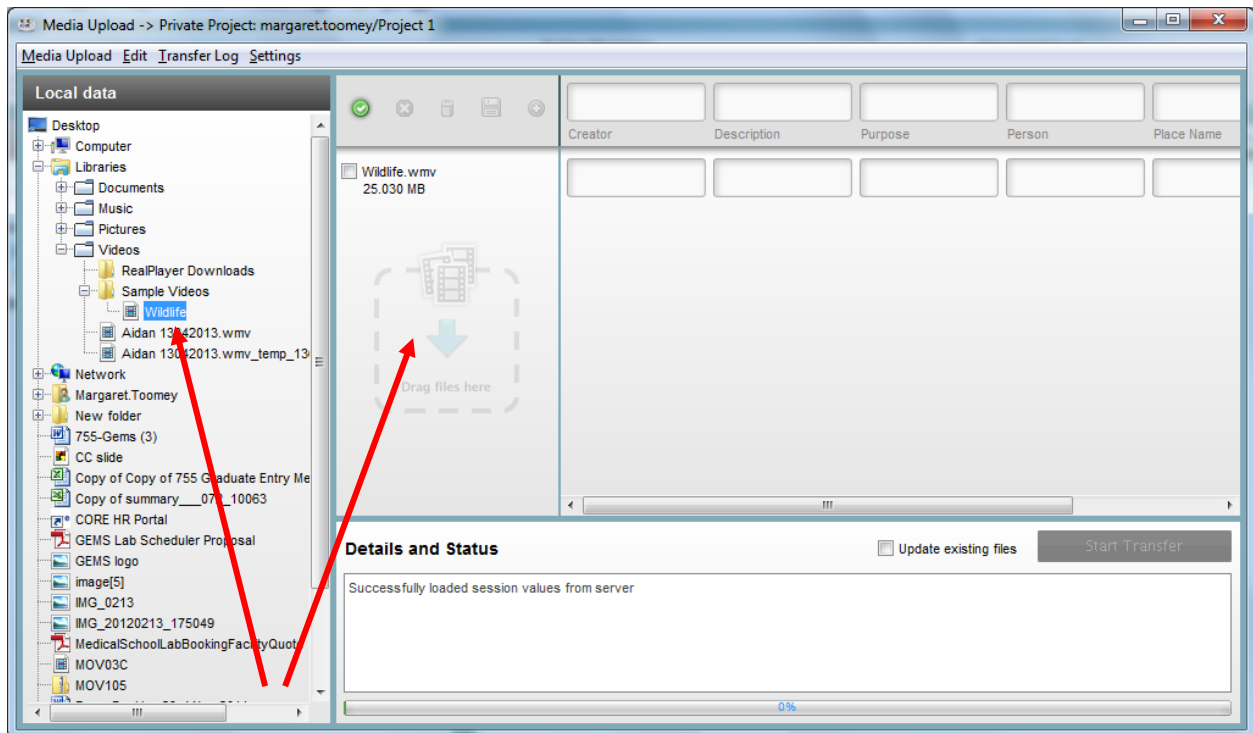 Media Upload -> Private Project: margaret.toomey/Project 1
Media Upload Edit Transfer Log Settings
Local data
Desktop
Computer
Libraries
Documents
Music
Pictures
Videos
RealPlayer Downloads
Sample Videos
Wildlife
Aidan 13042013.wmv
Aidan 13042013.wmv_temp_13
Network
Margaret.Toomey
New folder
755-Gems (3)
CC slide
Copy of Copy of 755 Graduate Entry Me
Copy of summary
CORE HR Portal
GEMS Lab Scheduler Proposal
GEMS logo
image[5]
IMG_0213
IMG_20120213_175049
MedicalSchoolLabBookingFacilityQuot
MOV03C
MOV105
Creator Description Purpose Person Place Name
Wildlife.wmv
25.030 MB
Drag files here
Details and Status
Update existing files
Start Transfer
Successfully loaded session values from server
0%